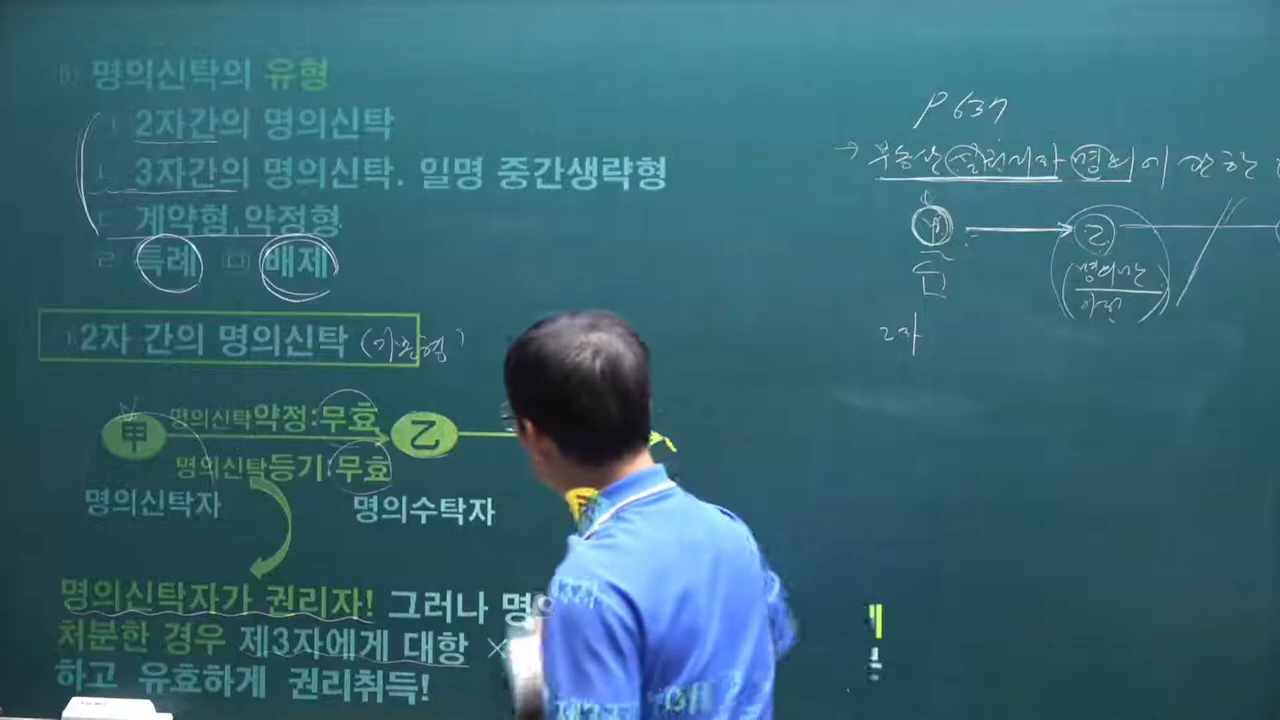 명의신탁의 유형
2자간의 명의신탁
ㄴ 3자간의 명의신탁. 일명 중간생략형
ㄷ 계약형.약정형
ㄹ 특례 ㅁ 배제
2자 간의 명의신탁 (기본형)
甲 명의신탁약정:무효 乙
명의신탁등기:무효
명의신탁자 명의수탁자
명의신탁자가 권리자! 그러나 명의
처분한 경우 제3자에게 대항 ×
하고 유효하게 권리취득!
P 637
→ 부동산 실권리자 명의에 관한
甲 → 乙
2자